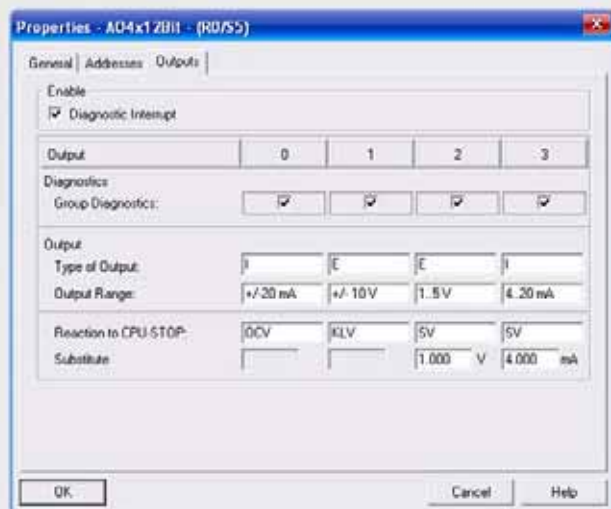 Properties - AO4x12Bit - (R0/S5)
General Addresses Outputs
Enable
Diagnostic Interrupt
Output 0 1 2 3
Diagnostics
Group Diagnostics:
Output
Type of Output: I E E I
Output Range: +/-20 mA +/- 10 V 1..5 V 4..20 mA
Reaction to CPU-STOP: OCV KLV SV SV
Substitute 1.000 V 4.000 mA
OK Cancel Help